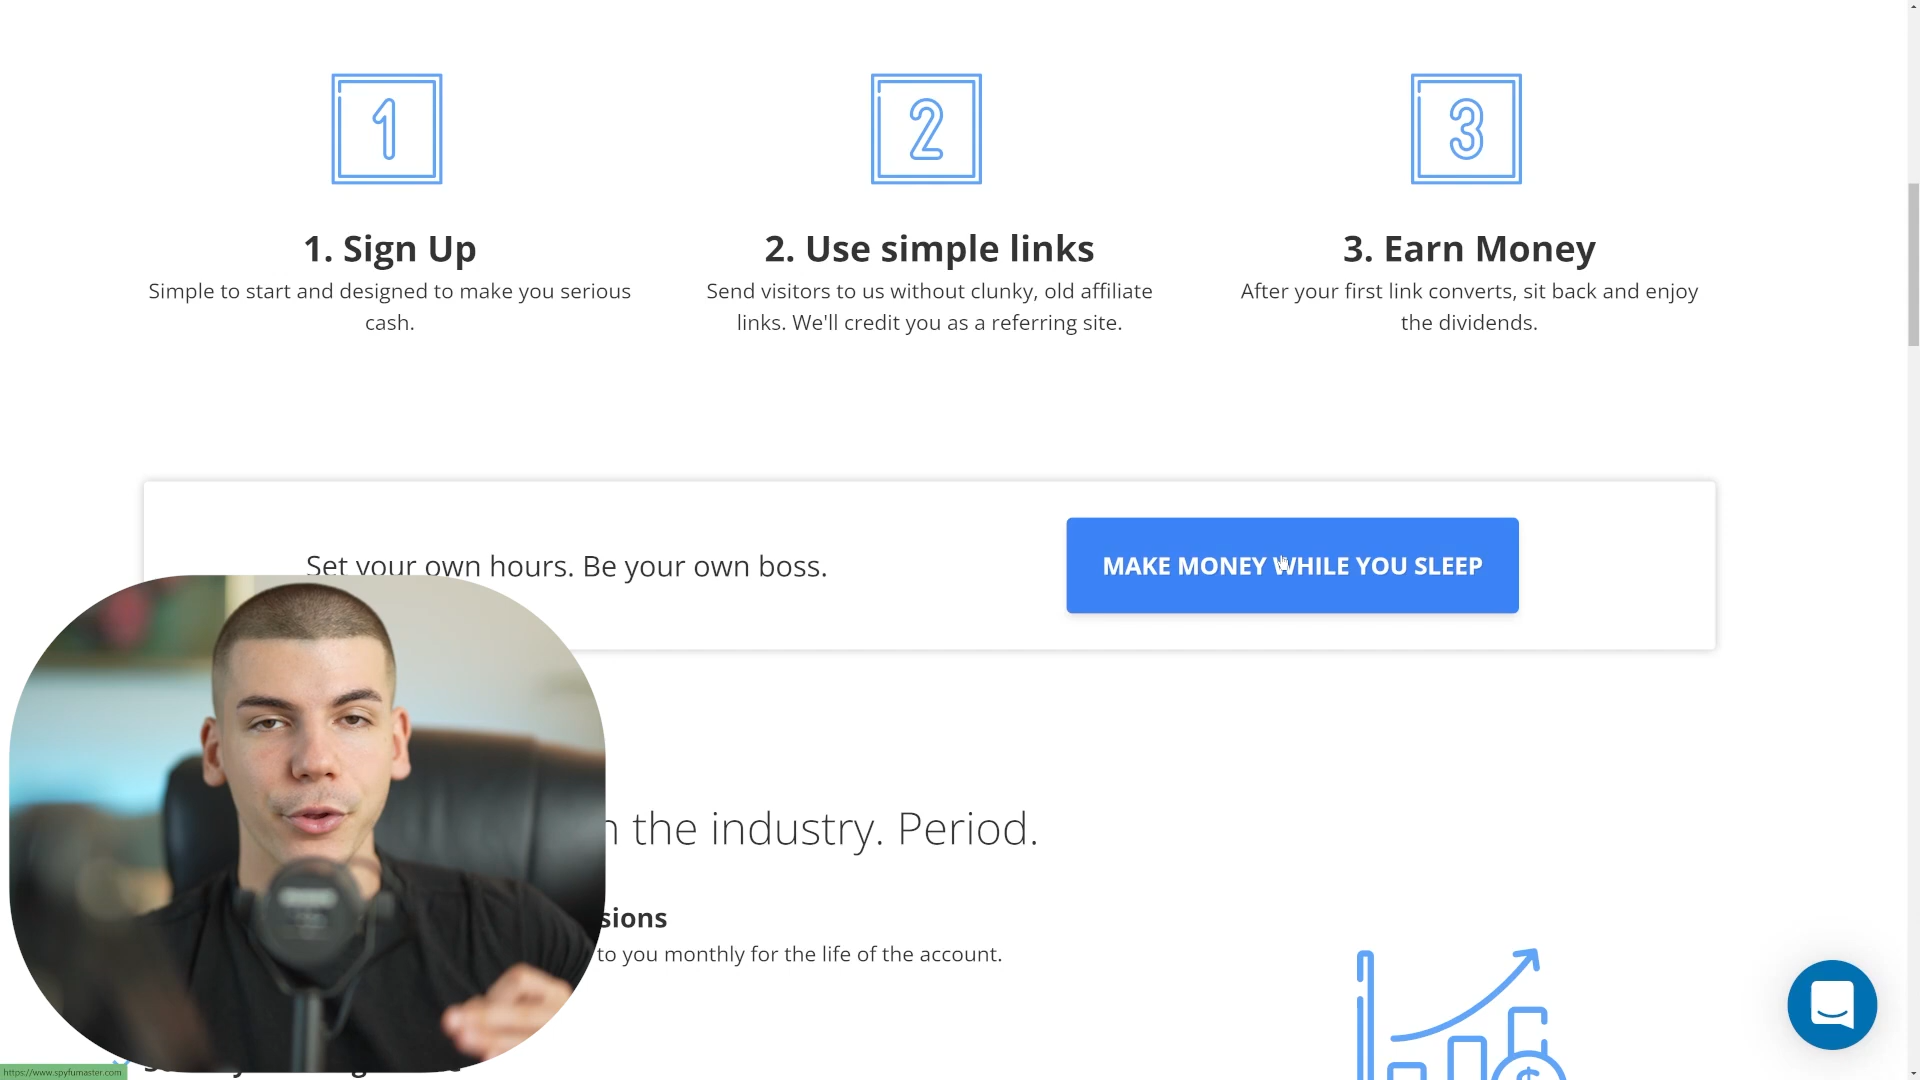 1
2
3
1. Sign Up
Simple to start and designed to make you serious
cash.
2. Use simple links
Send visitors to us without clunky, old affiliate
links. We'll credit you as a referring site.
3. Earn Money
After your first link converts, sit back and enjoy
the dividends.
Set your own hours. Be your own boss.
MAKE MONEY WHILE YOU SLEEP
the industry. Period.
sions
to you monthly for the life of the account.
$
https://www.spyfumaster.com